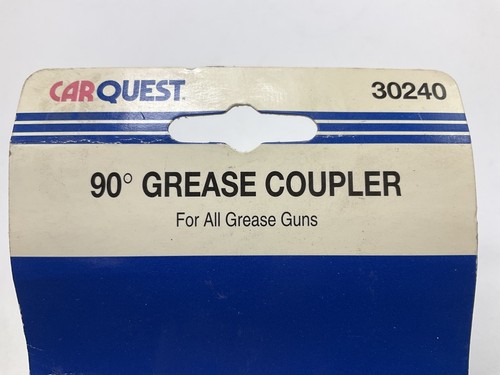 CARQUEST. 30240
90° GREASE COUPLER
For All Grease Guns